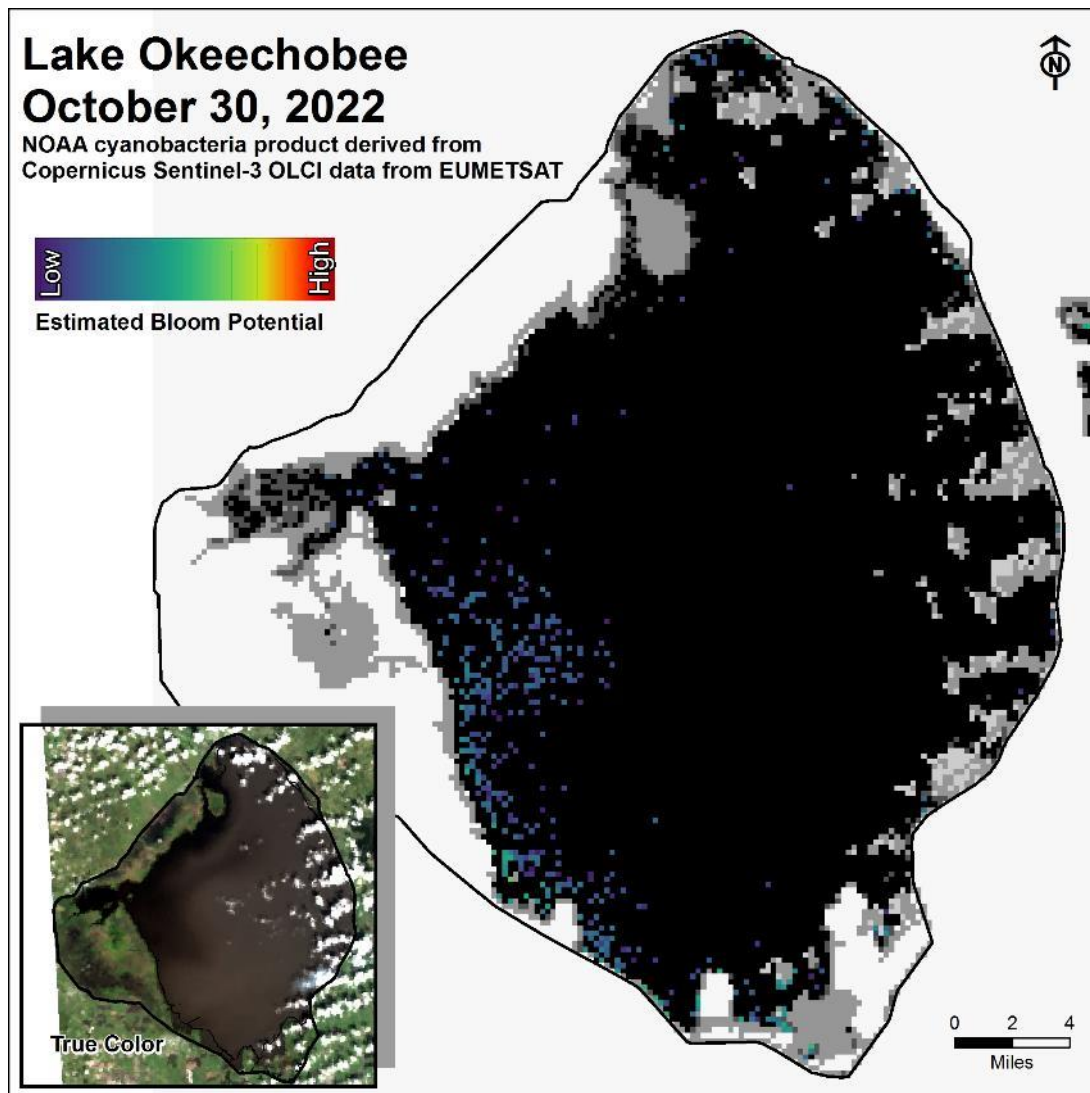 Lake Okeechobee
October 30, 2022
NOAA cyanobacteria product derived from
Copernicus Sentinel-3 OLCI data from EUMETSAT
N
Low
High
Estimated Bloom Potential
True Color
0 2 4
Miles